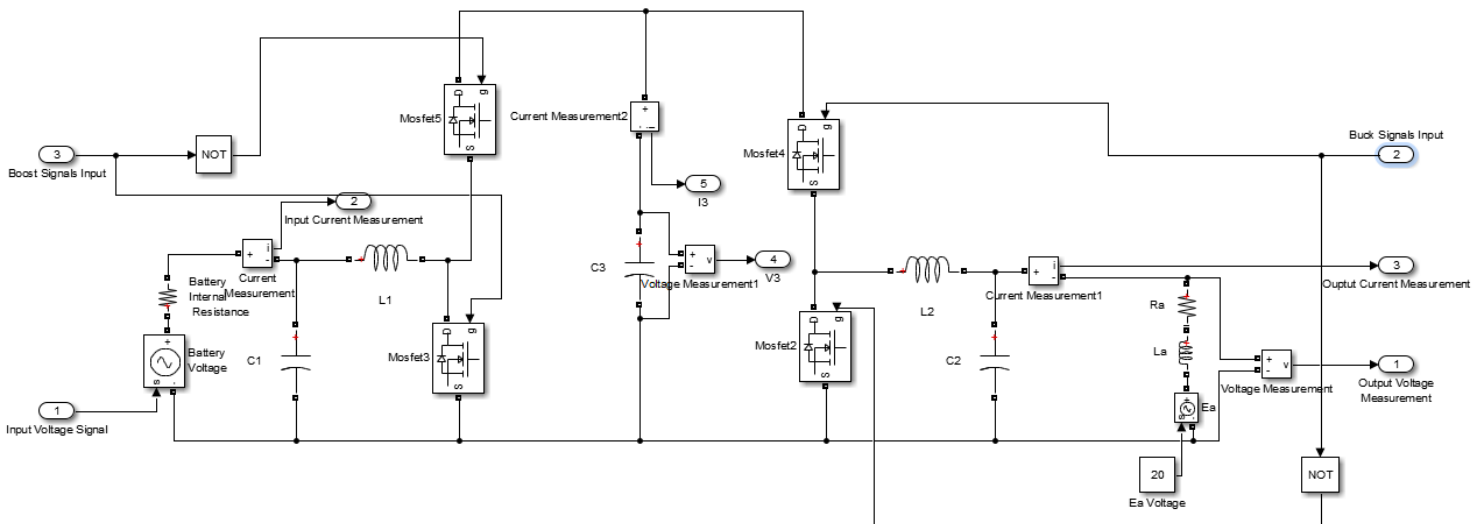 Boost Signals Input
3
NOT
Mosfet5
D
g
S
Current Measurement2
+
-
i
5
I3
Mosfet4
D
g
S
Buck Signals Input
2
2
Input Current Measurement
+
i
-
Current
Measurement
Battery
Internal
Resistance
L1
C3
+
-
v
Voltage Measurement1
4
V3
L2
+
i
-
Current Measurement1
3
Ouptut Current Measurement
Ra
La
+
-
v
Voltage Measurement
1
Output Voltage
Measurement
Battery
Voltage
+
s
-
C1
Mosfet3
D
g
S
Mosfet2
D
g
S
C2
Ea
+
s
-
1
Input Voltage Signal
20
Ea Voltage
NOT